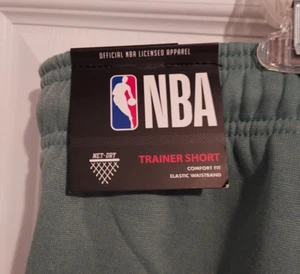 OFFICIAL NBA LICENSED APPAREL
NBA
NET-DRY
TRAINER SHORT
COMFORT FIT
ELASTIC WAISTBAND